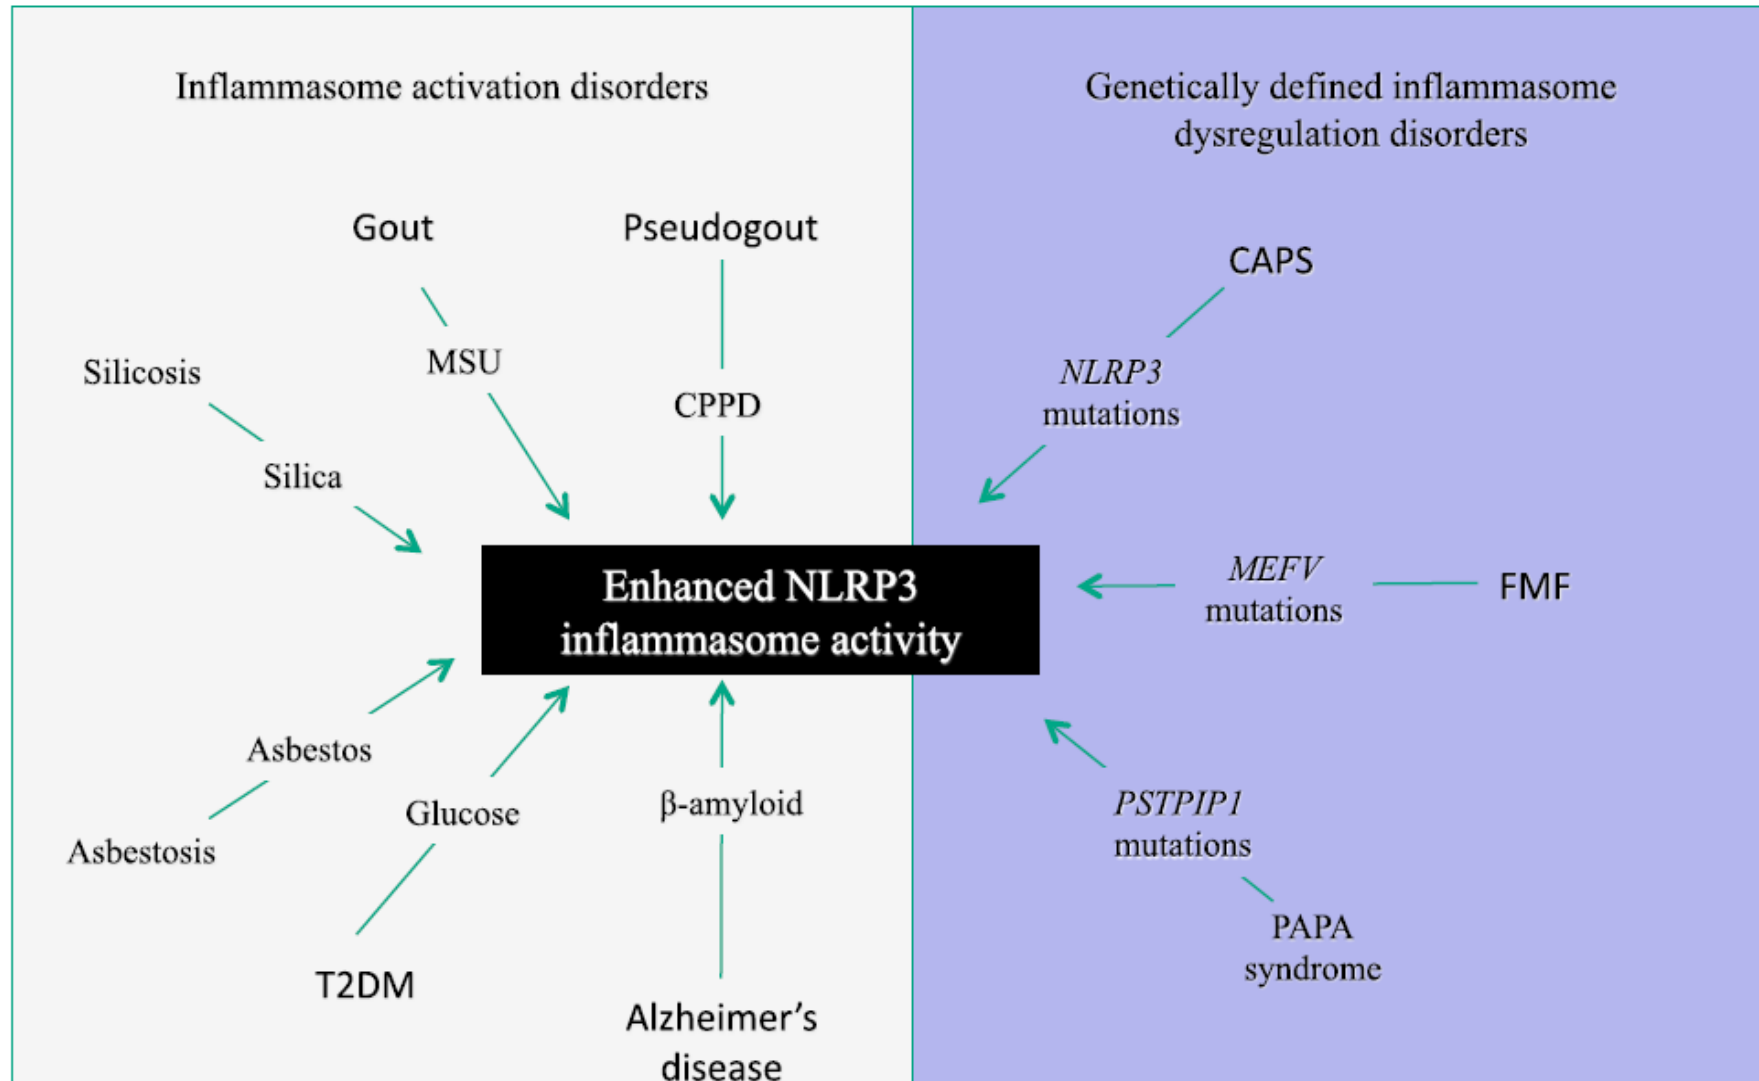 Inflammasome activation disorders
Genetically defined inflammasome
dysregulation disorders
Gout
Pseudogout
CAPS
Silicosis
MSU
CPPD
NLRP3
mutations
Silica
Enhanced NLRP3
inflammasome activity
MEFV
mutations
FMF
Asbestos
Asbestosis
Glucose
β-amyloid
PSTPIP1
mutations
PAPA
syndrome
T2DM
Alzheimer's
disease